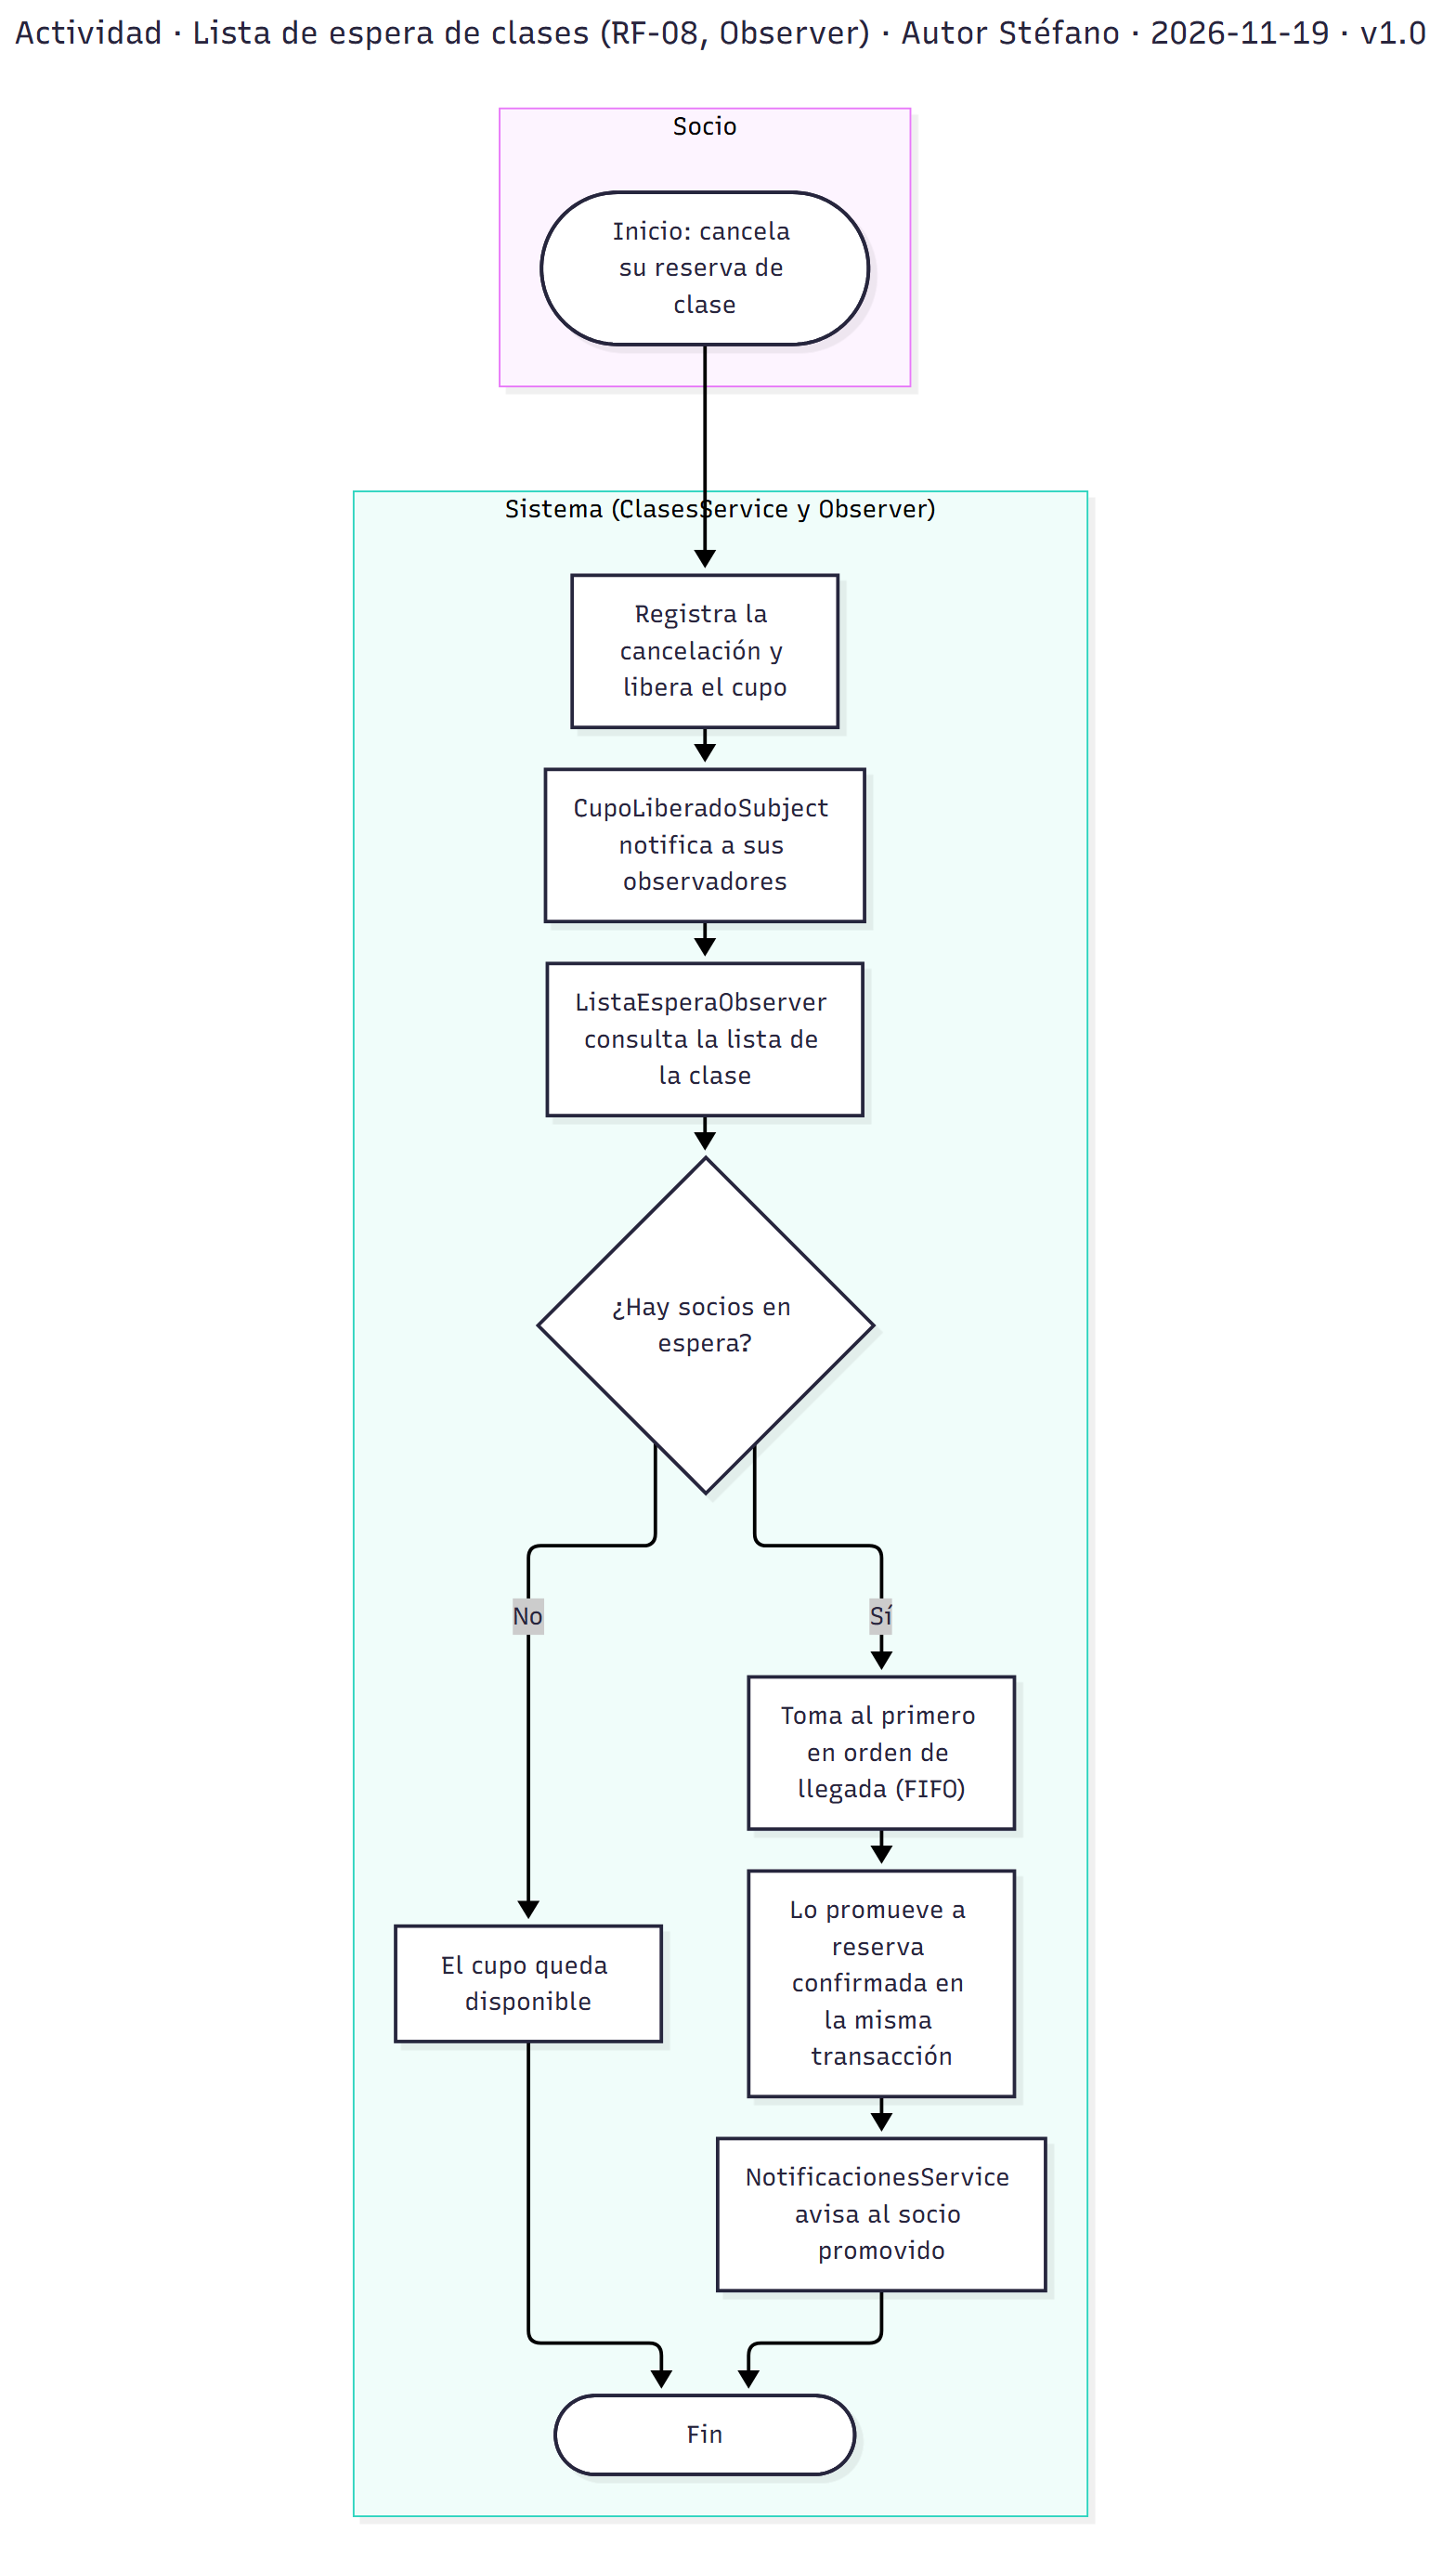 Actividad · Lista de espera de clases (RF-08, Observer) · Autor Stéfano · 2026-11-19 · v1.0
Socio
Inicio: cancela
su reserva de
clase
Sistema (ClasesService y Observer)
Registra la
cancelación y
libera el cupo
CupoLiberadoSubject
notifica a sus
observadores
ListaEsperaObserver
consulta la lista de
la clase
¿Hay socios en
espera?
No
Sí
Toma al primero
en orden de
llegada (FIFO)
Lo promueve a
reserva
confirmada en
la misma
transacción
El cupo queda
disponible
NotificacionesService
avisa al socio
promovido
Fin